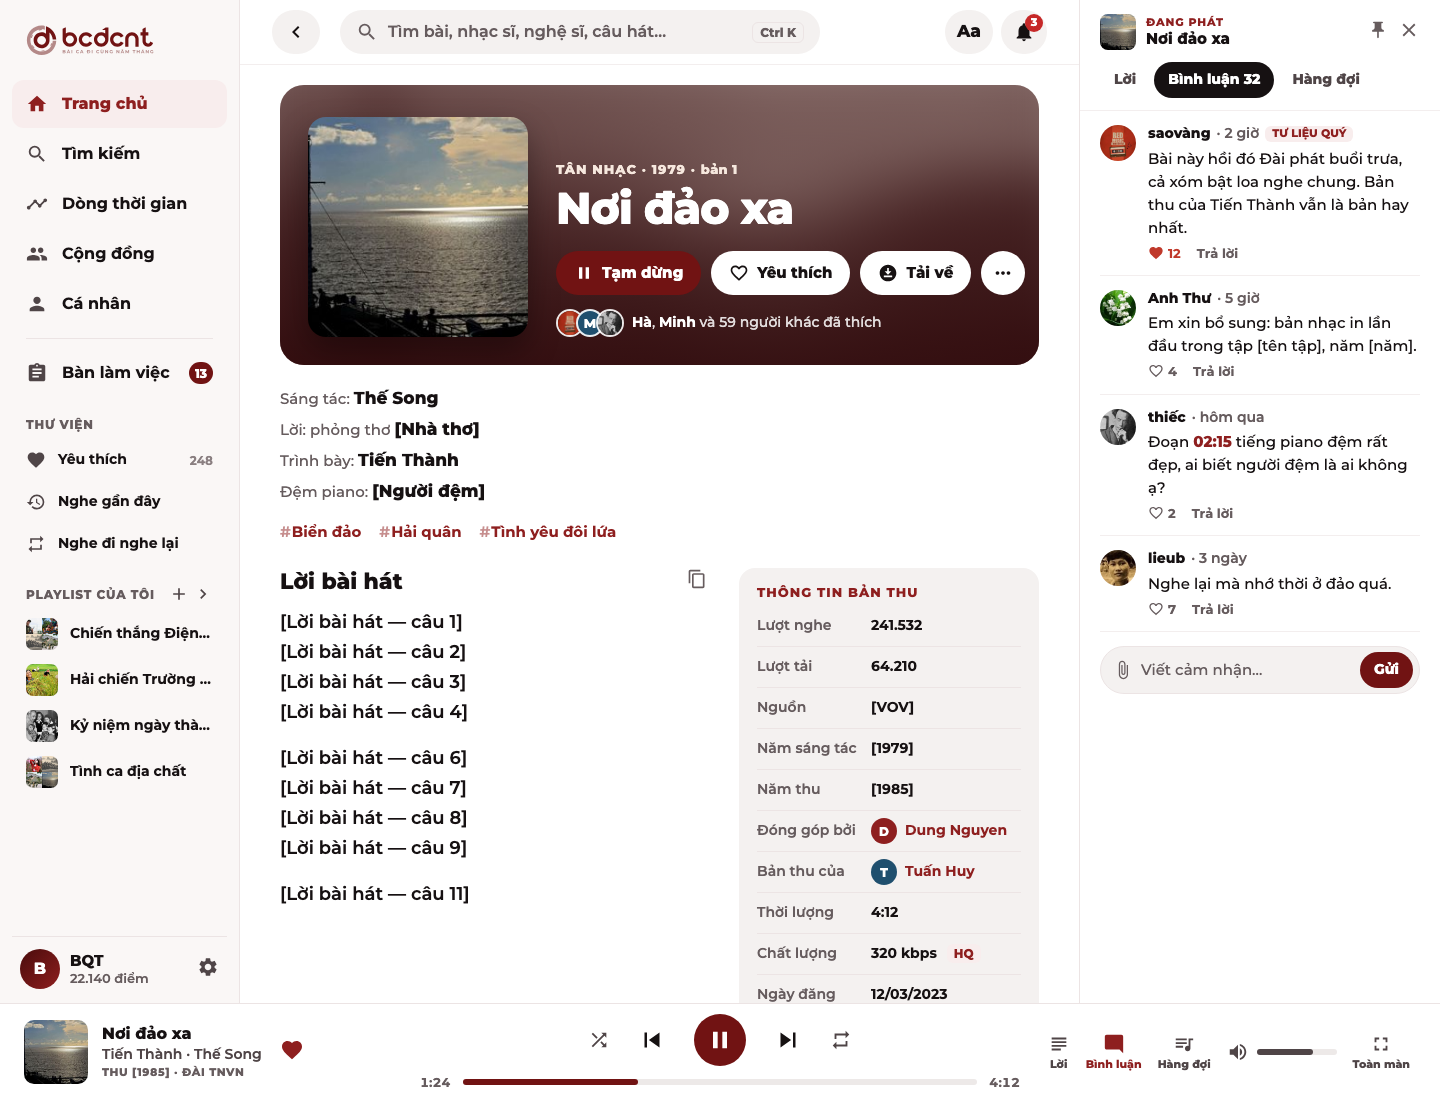 bcdcnt
BÀI CA ĐI CÙNG NĂM THÁNG
Trang chủ
Tìm kiếm
Dòng thời gian
Cộng đồng
Cá nhân
Bàn làm việc 13
THƯ VIỆN
Yêu thích 248
Nghe gần đây
Nghe đi nghe lại
PLAYLIST CỦA TÔI
Chiến thắng Điện...
Hải chiến Trường ...
Kỷ niệm ngày thà...
Tình ca địa chất
B
BQT
22.140 điểm
Tìm bài, nhạc sĩ, nghệ sĩ, câu hát... Ctrl K
Aa
3
TÂN NHẠC • 1979 • bản 1
Nơi đảo xa
Tạm dừng
Yêu thích
Tải về
M
Hà, Minh và 59 người khác đã thích
Sáng tác: Thế Song
Lời: phỏng thơ [Nhà thơ]
Trình bày: Tiến Thành
Đệm piano: [Người đệm]
#Biển đảo #Hải quân #Tình yêu đôi lứa
Lời bài hát
[Lời bài hát — câu 1]
[Lời bài hát — câu 2]
[Lời bài hát — câu 3]
[Lời bài hát — câu 4]
[Lời bài hát — câu 6]
[Lời bài hát — câu 7]
[Lời bài hát — câu 8]
[Lời bài hát — câu 9]
[Lời bài hát — câu 11]
THÔNG TIN BẢN THU
Lượt nghe 241.532
Lượt tải 64.210
Nguồn [VOV]
Năm sáng tác [1979]
Năm thu [1985]
Đóng góp bởi D Dung Nguyen
Bản thu của T Tuấn Huy
Thời lượng 4:12
Chất lượng 320 kbps HQ
Ngày đăng 12/03/2023
ĐANG PHÁT
Nơi đảo xa
Lời
Bình luận 32
Hàng đợi
saovàng · 2 giờ TƯ LIỆU QUÝ
Bài này hồi đó Đài phát buổi trưa,
cả xóm bật loa nghe chung. Bản
thu của Tiến Thành vẫn là bản hay
nhất.
12 Trả lời
Anh Thư · 5 giờ
Em xin bổ sung: bản nhạc in lần
đầu trong tập [tên tập], năm [năm].
4 Trả lời
thiếc · hôm qua
Đoạn 02:15 tiếng piano đệm rất
đẹp, ai biết người đệm là ai không
ạ?
2 Trả lời
lieub · 3 ngày
Nghe lại mà nhớ thời ở đảo quá.
7 Trả lời
Viết cảm nhận...
Gửi
Nơi đảo xa
Tiến Thành · Thế Song
THU [1985] · ĐÀI TNVN
1:24
4:12
Lời
Bình luận
Hàng đợi
Toàn màn